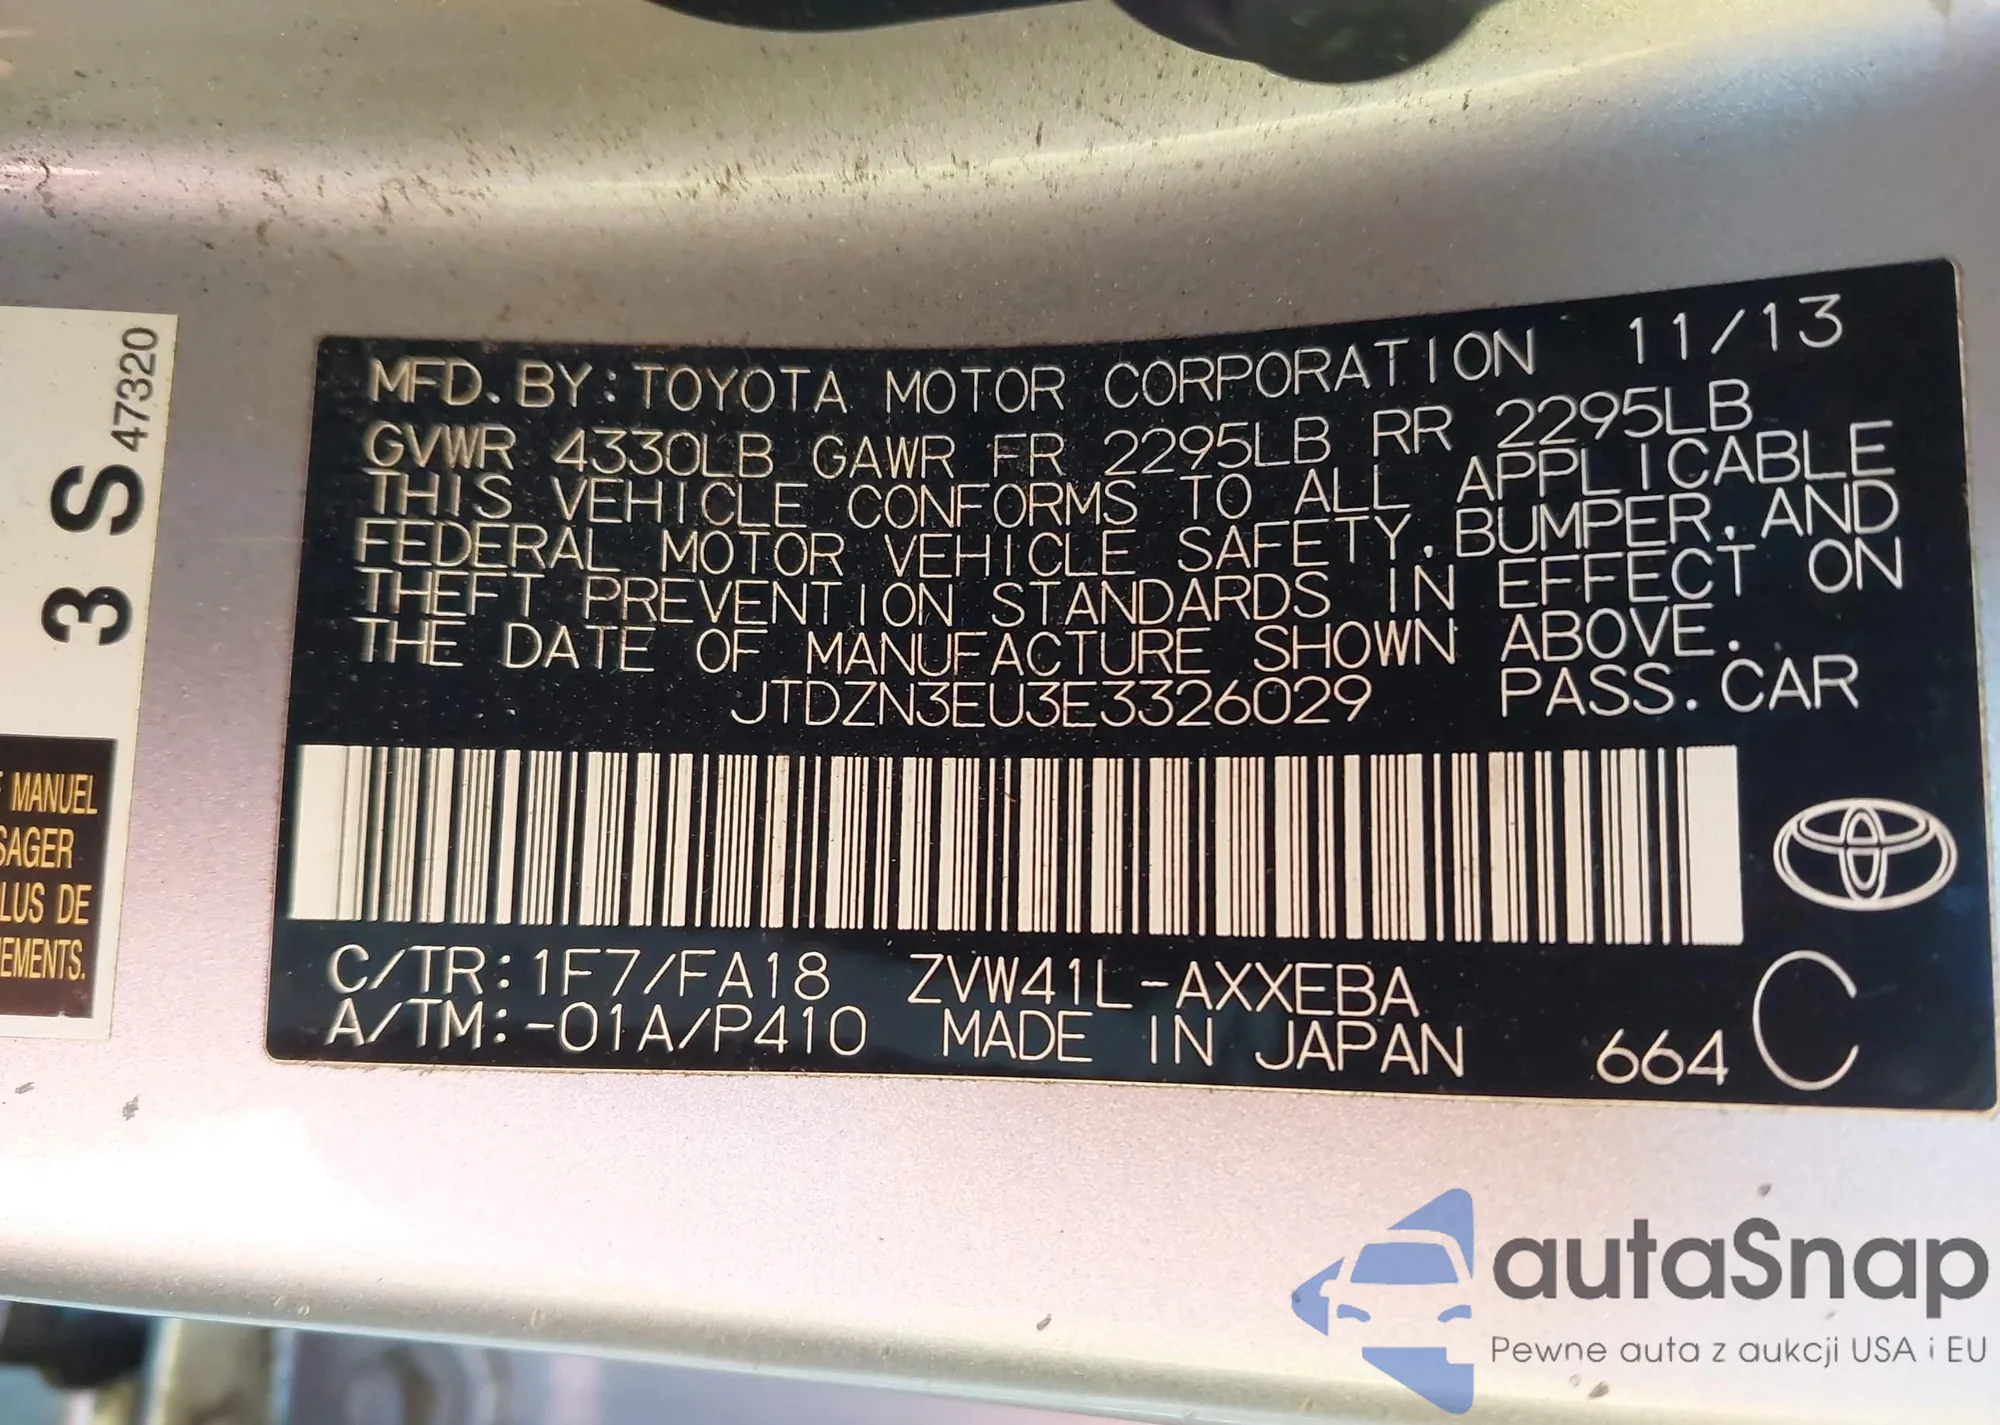 3 S 47320
MANUEL
SAGER
LUS DE
EMENTS.
MFD. BY: TOYOTA MOTOR CORPORATION 11/13
GVWR 4330LB GAWR FR 2295LB RR 2295LB
THIS VEHICLE CONFORMS TO ALL APPLICABLE
FEDERAL MOTOR VEHICLE SAFETY, BUMPER, AND
THEFT PREVENTION STANDARDS IN EFFECT ON
THE DATE OF MANUFACTURE SHOWN ABOVE.
JTDZN3EU3E3326029 PASS. CAR
C/TR: 1F7/FA18 ZVW41L-AXXEBA
A/TM: -01A/P410 MADE IN JAPAN 664 C
autaSnap
Pewne auta z aukcji USA i EU